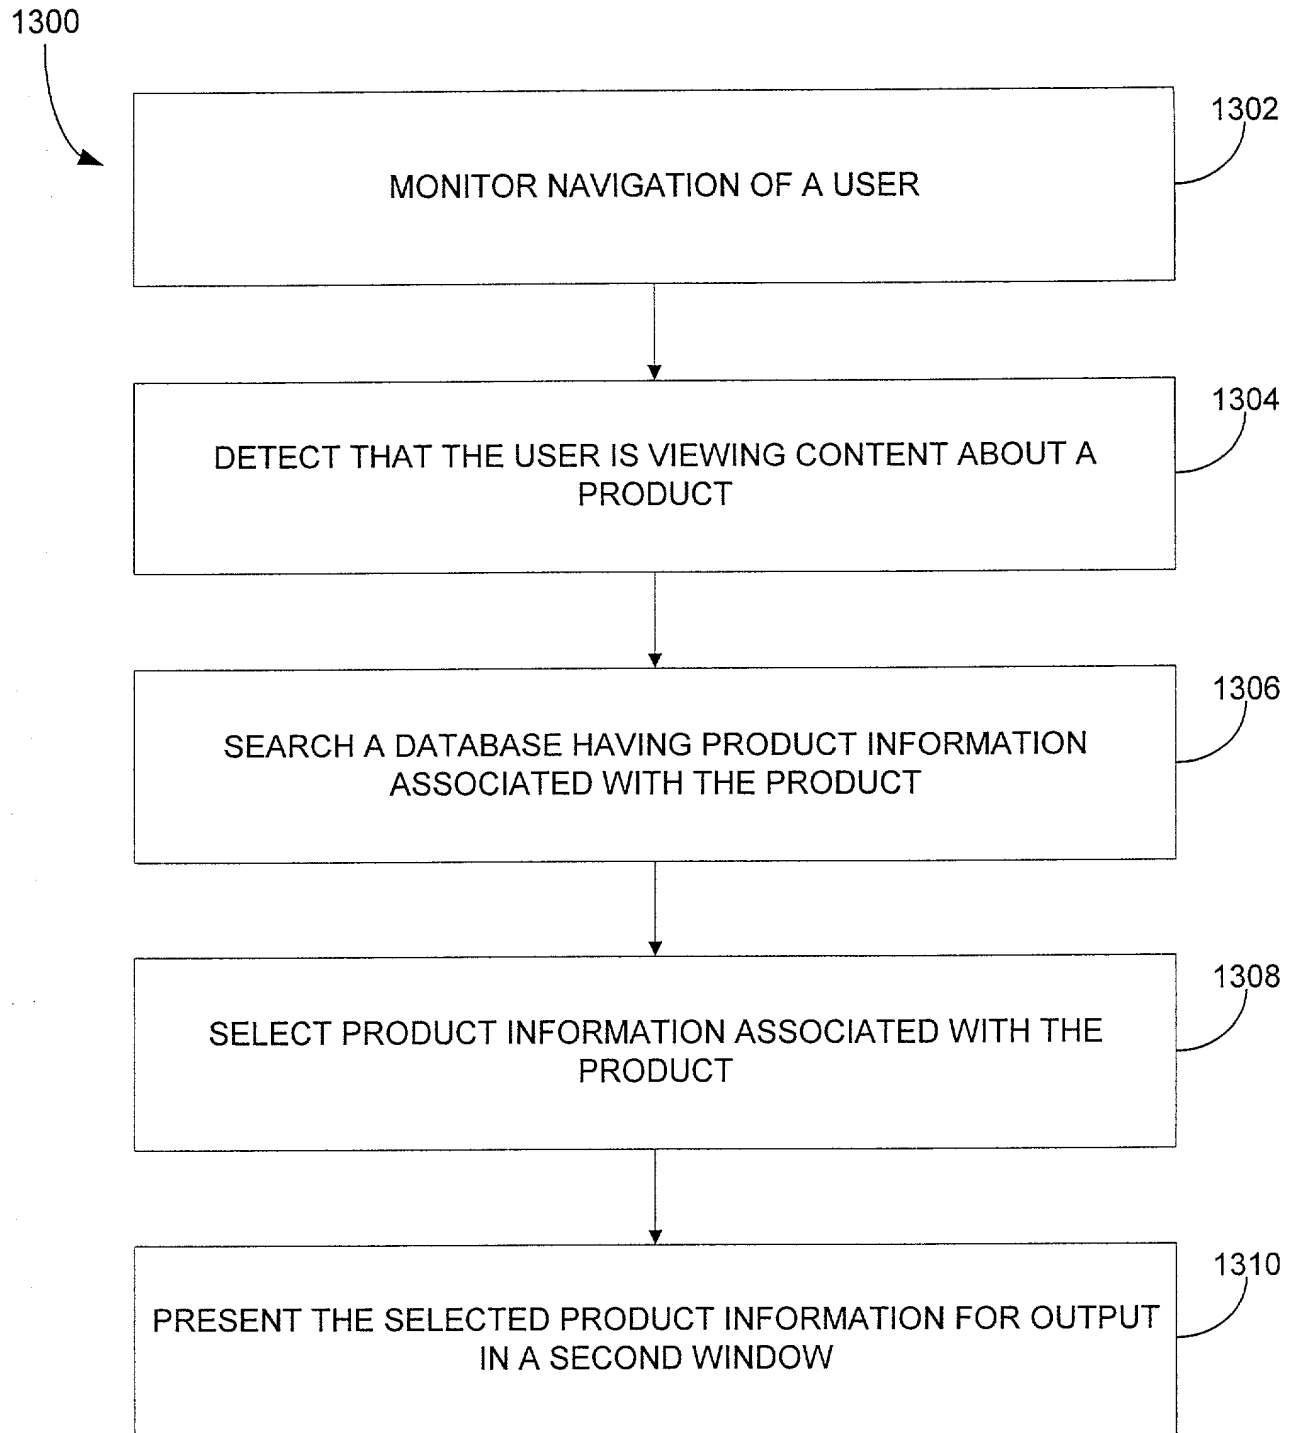 1300
1302
MONITOR NAVIGATION OF A USER
1304
DETECT THAT THE USER IS VIEWING CONTENT ABOUT A
PRODUCT
1306
SEARCH A DATABASE HAVING PRODUCT INFORMATION
ASSOCIATED WITH THE PRODUCT
1308
SELECT PRODUCT INFORMATION ASSOCIATED WITH THE
PRODUCT
1310
PRESENT THE SELECTED PRODUCT INFORMATION FOR OUTPUT
IN A SECOND WINDOW